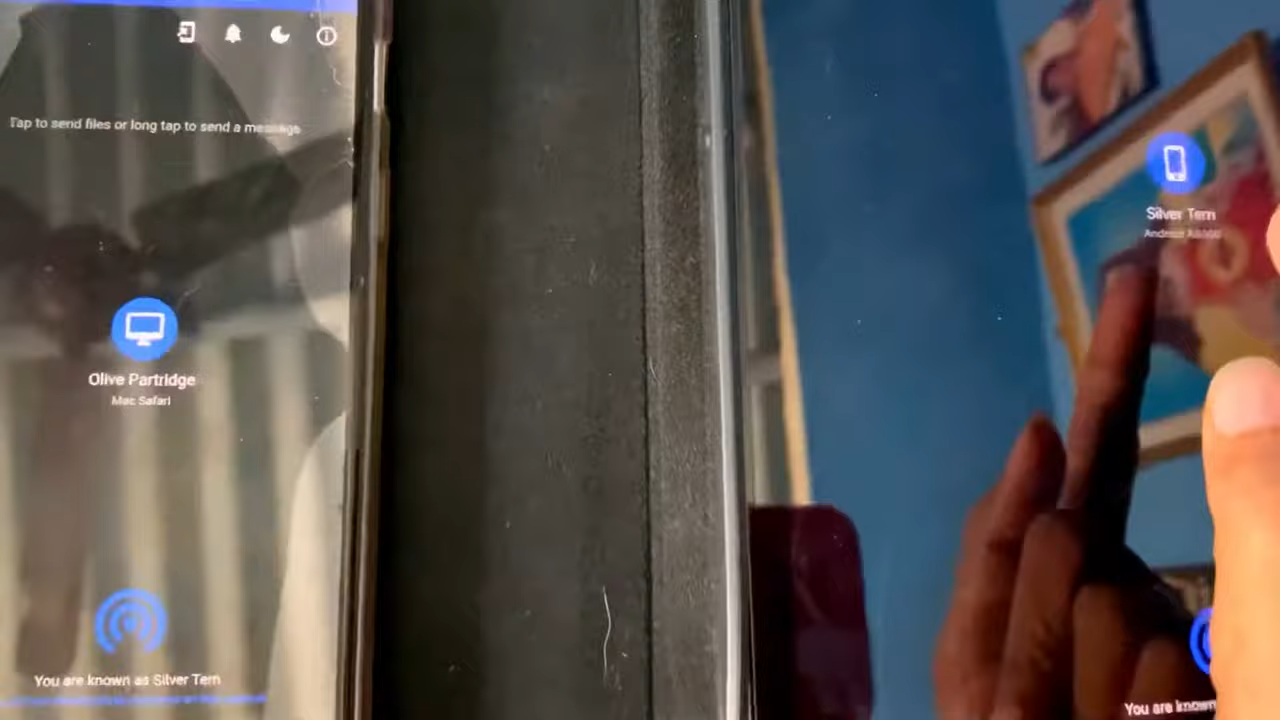 Tap to send files or long tap to send a message
Olive Partridge
Mac Safari
You are known as Silver Tern
Silver Tern
Android
You are known